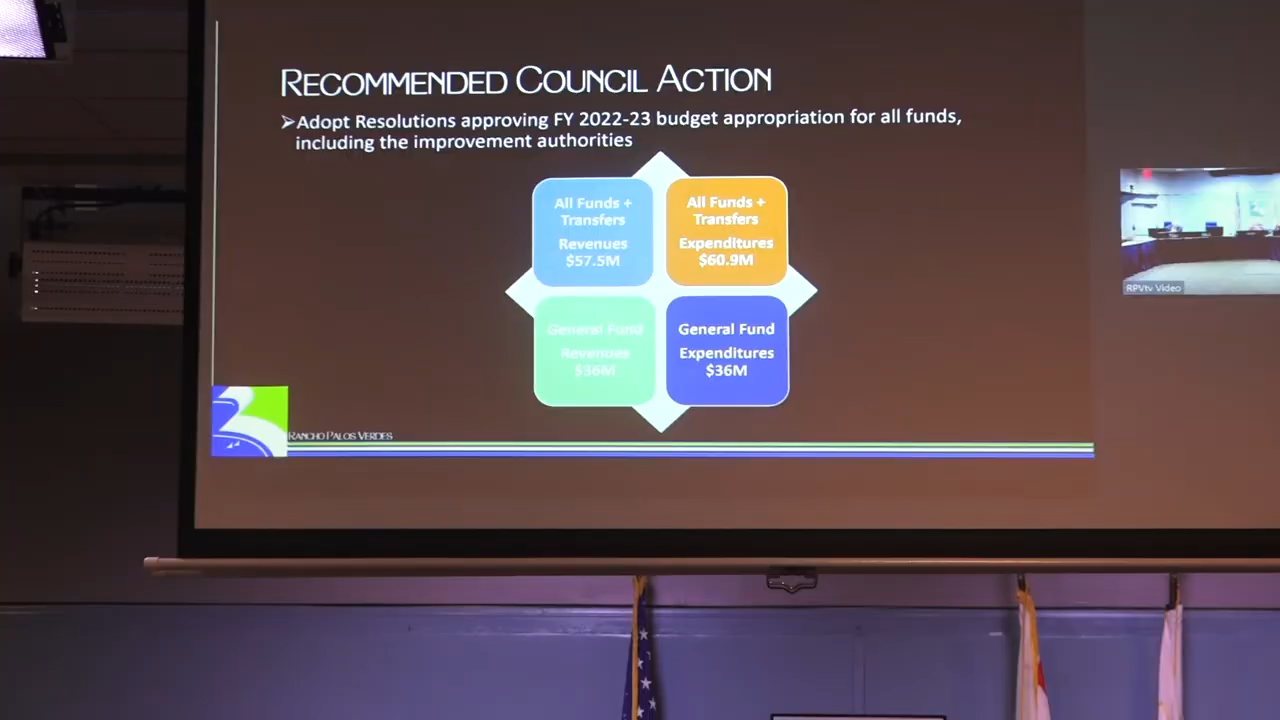 RECOMMENDED COUNCIL ACTION
➢Adopt Resolutions approving FY 2022-23 budget appropriation for all funds,
including the improvement authorities
All Funds +
Transfers
Revenues
$57.5M
All Funds +
Transfers
Expenditures
$60.9M
General Fund
Revenues
$36M
General Fund
Expenditures
$36M
RANCHO PALOS VERDES
RPVtv Video